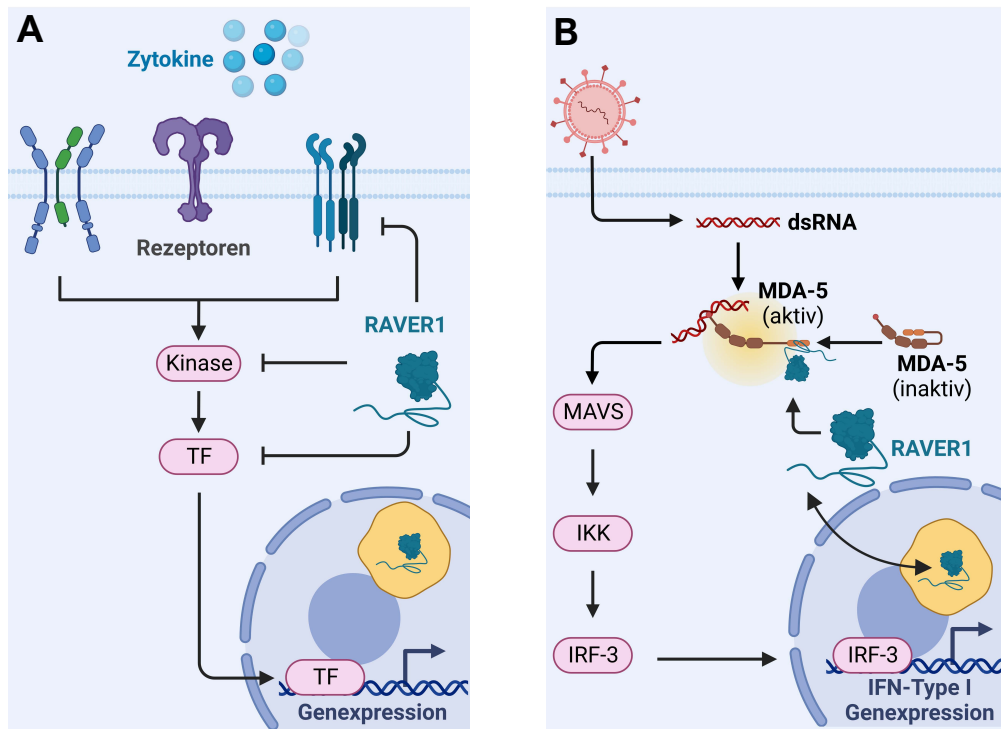 A
Zytokine
Rezeptoren
RAVER1
Kinase
TF
TF
Genexpression
B
dsRNA
MDA-5
(aktiv)
MDA-5
(inaktiv)
MAVS
RAVER1
IKK
IRF-3
IRF-3
IFN-Type I
Genexpression